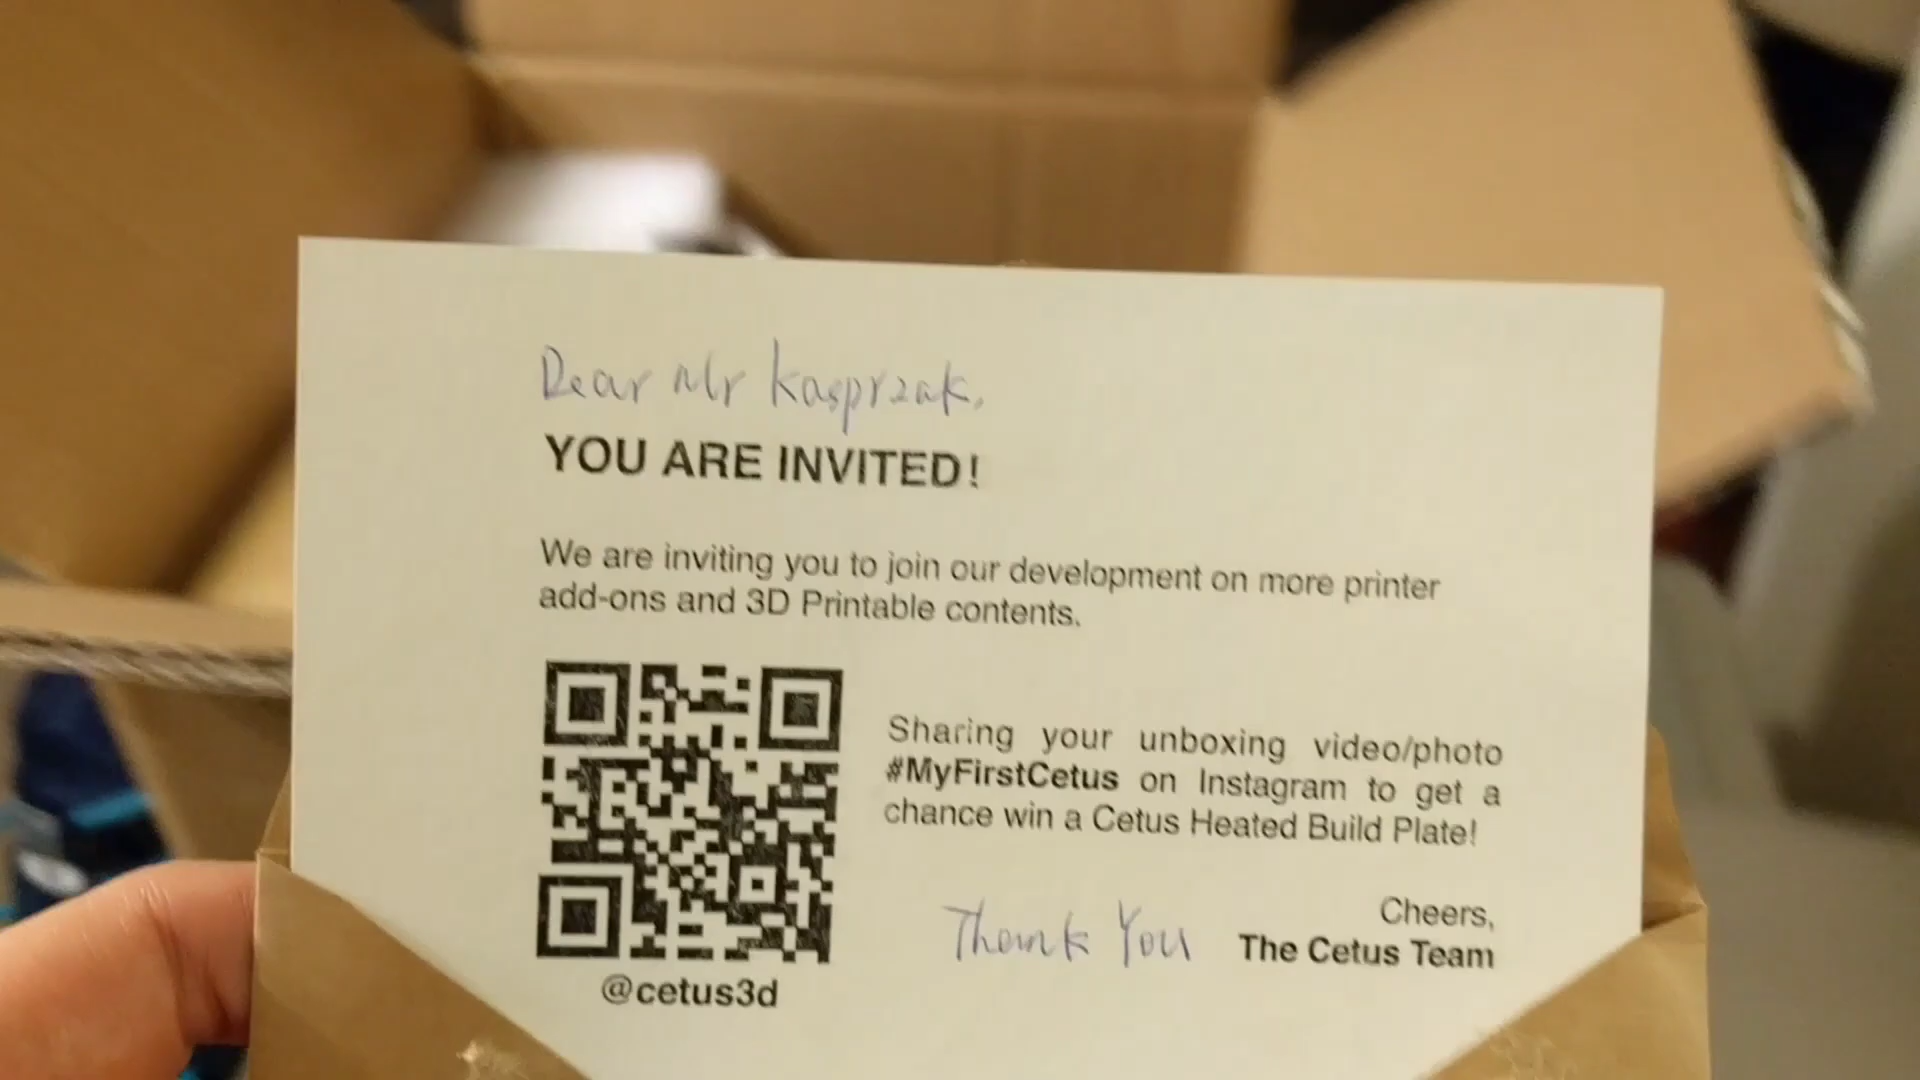 Dear Mr Kasprzak,
YOU ARE INVITED!
We are inviting you to join our development on more printer
add-ons and 3D Printable contents.
Sharing your unboxing video/photo
#MyFirstCetus on Instagram to get a
chance win a Cetus Heated Build Plate!
Cheers,
Thank You The Cetus Team
@cetus3d